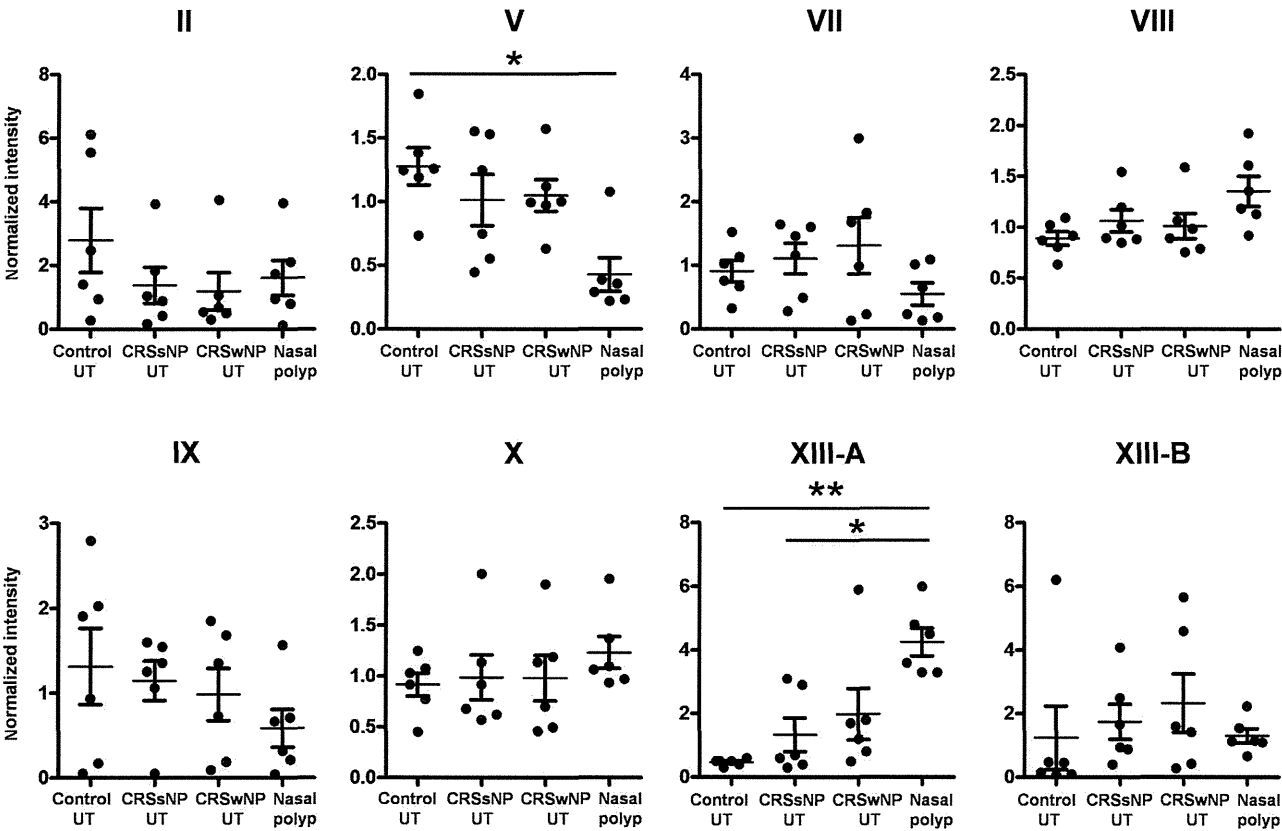 II V VII VIII
*
Normalized intensity
8 2.0 4 2.5
6 1.5 3 2.0
4 1.0 2 1.5
1.0
2 0.5 1 0.5
0 0.0 0 0.0
Control CRSsNP CRSwNP Nasal Control CRSsNP CRSwNP Nasal Control CRSsNP CRSwNP Nasal Control CRSsNP CRSwNP Nasal
UT UT UT polyp UT UT UT polyp UT UT UT polyp UT UT UT polyp
IX X XIII-A XIII-B
**
*
Normalized intensity
3 2.5 8 8
2.0 6 6
2 1.5 4 4
1 1.0 2 2
0.5
0 0.0 0 0
Control CRSsNP CRSwNP Nasal Control CRSsNP CRSwNP Nasal Control CRSsNP CRSwNP Nasal Control CRSsNP CRSwNP Nasal
UT UT UT polyp UT UT UT polyp UT UT UT polyp UT UT UT polyp